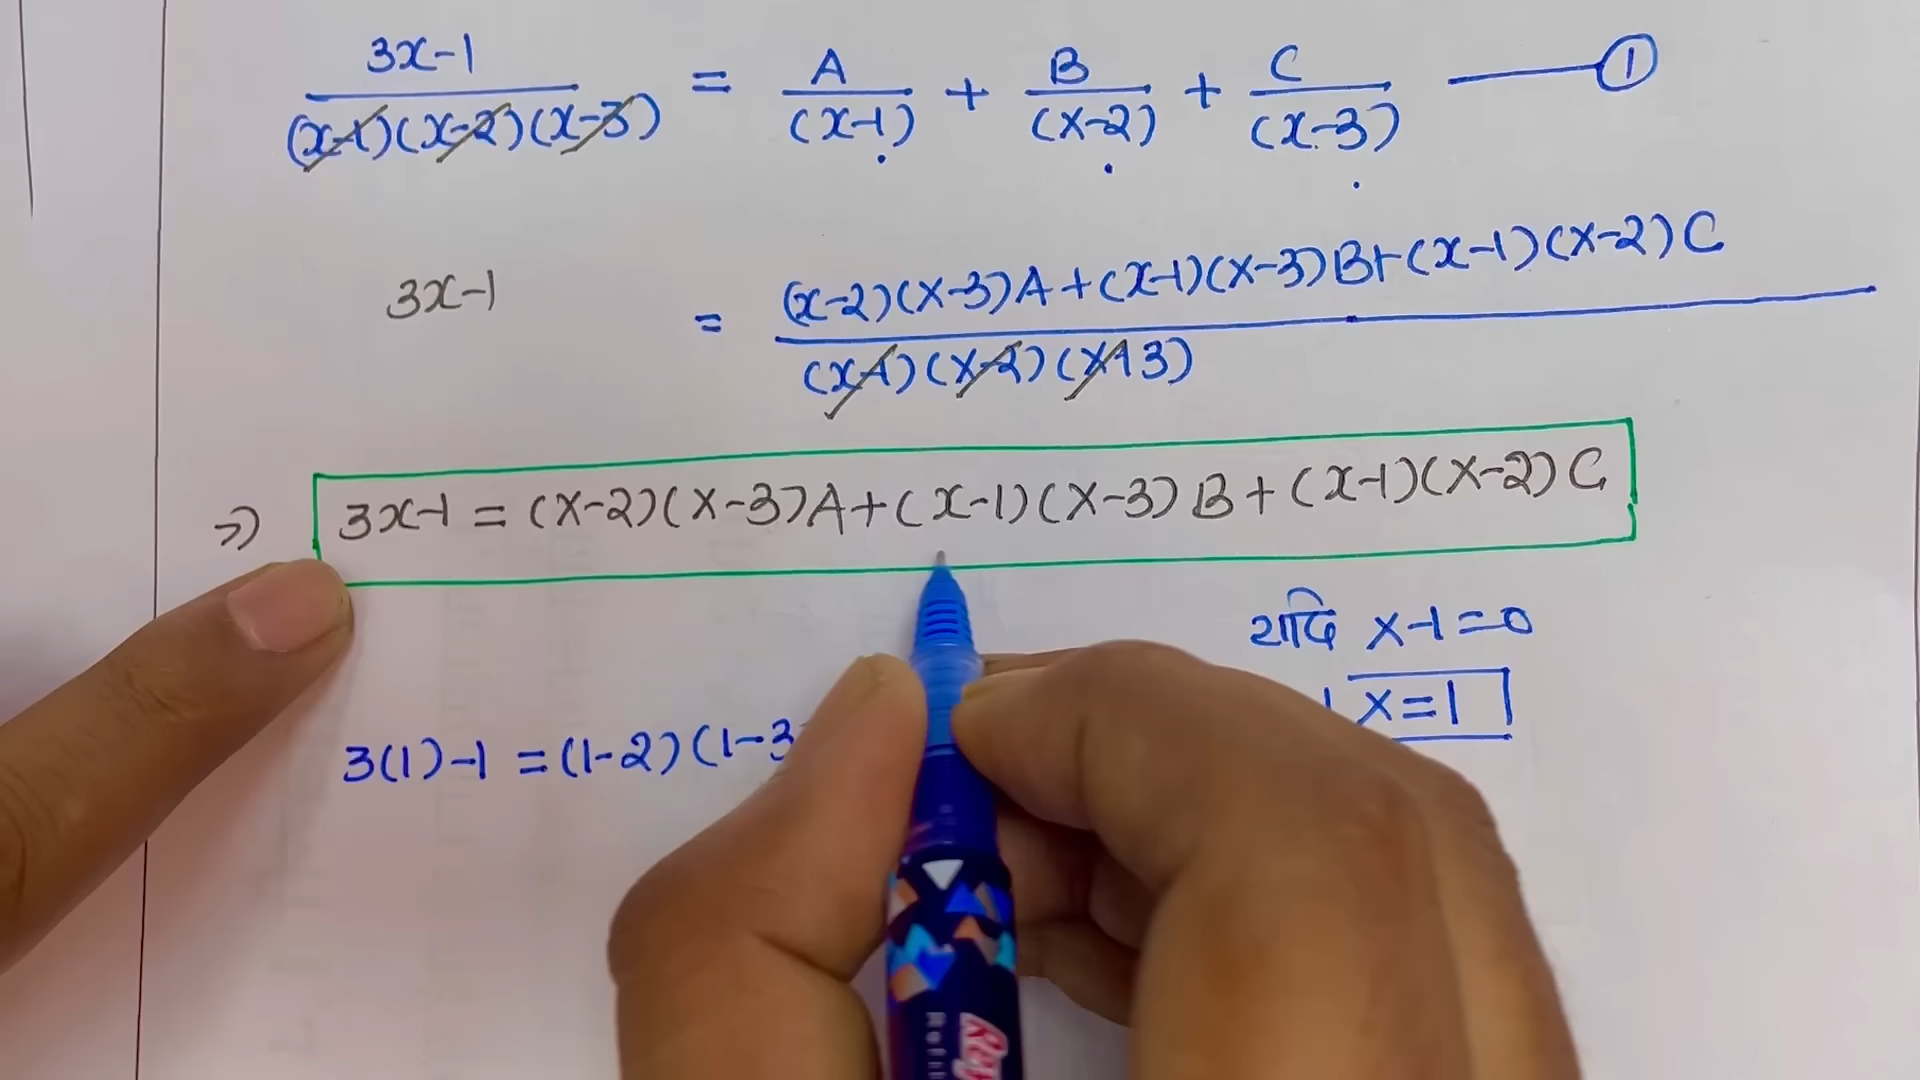 3x-1 / (x-1)(x-2)(x-3) = A / (x-1) + B / (x-2) + C / (x-3) — ①
3x-1 = (x-2)(x-3)A+(x-1)(x-3)B+(x-1)(x-2)C / (x-1)(x-2)(x-3)
⇒ 3x-1 = (x-2)(x-3)A+(x-1)(x-3)B+(x-1)(x-2)C
यदि x-1=0
x=1
3(1)-1 = (1-2)(1-3